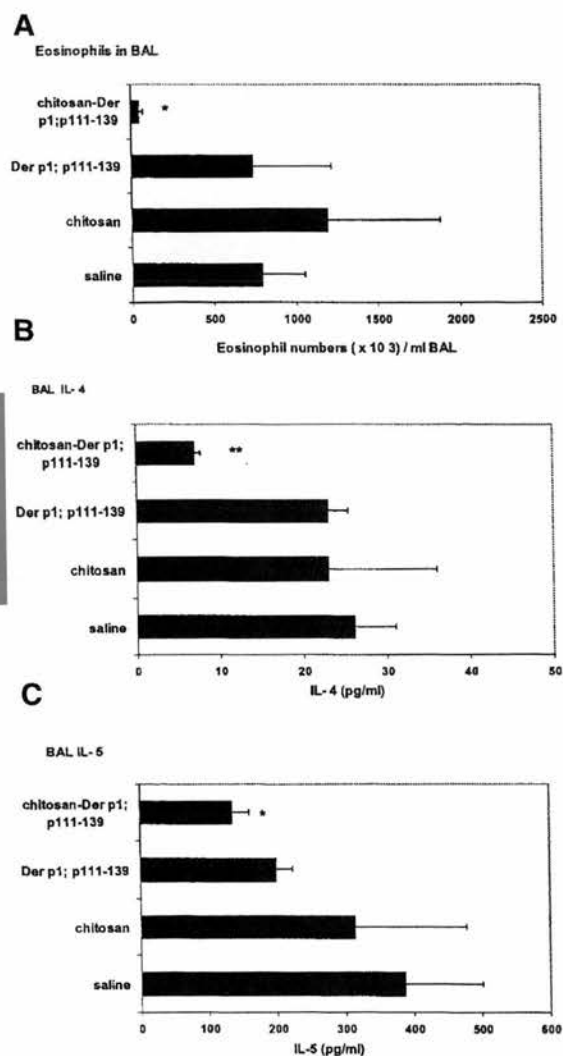 A
Eosinophils in BAL
chitosan-Der
p1;p111-139
*
Der p1; p111-139
chitosan
saline
0 500 1000 1500 2000 2500
Eosinophil numbers ( x 10 3) / ml BAL
B
BAL IL- 4
chitosan-Der p1;
p111-139
**
Der p1; p111-139
chitosan
saline
0 10 20 30 40 50
IL- 4 (pg/ml)
C
BAL IL- 5
chitosan-Der p1;
p111-139
*
Der p1; p111-139
chitosan
saline
0 100 200 300 400 500 600
IL-5 (pg/ml)